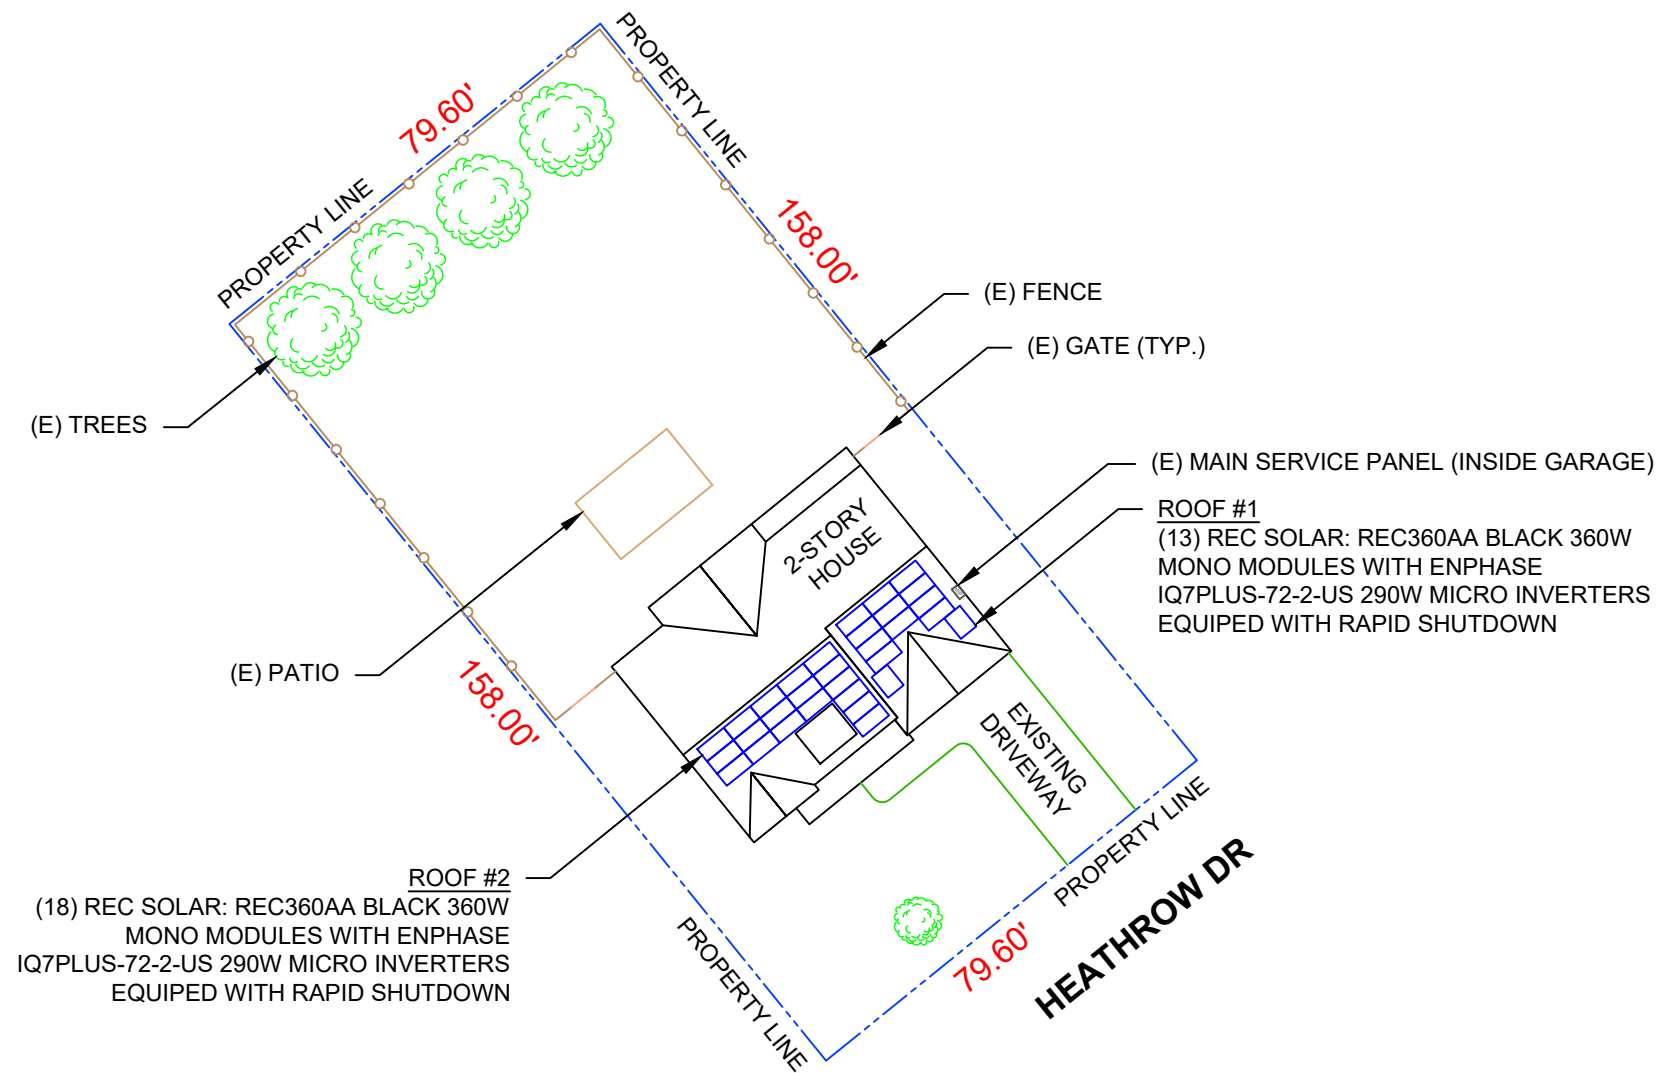 PROPERTY LINE
79.60'
PROPERTY LINE
158.00'
(E) FENCE
(E) GATE (TYP.)
(E) TREES
(E) MAIN SERVICE PANEL (INSIDE GARAGE)
ROOF #1
(13) REC SOLAR: REC360AA BLACK 360W
MONO MODULES WITH ENPHASE
IQ7PLUS-72-2-US 290W MICRO INVERTERS
EQUIPED WITH RAPID SHUTDOWN
2-STORY
HOUSE
(E) PATIO
158.00'
EXISTING
DRIVEWAY
PROPERTY LINE
HEATHROW DR
ROOF #2
(18) REC SOLAR: REC360AA BLACK 360W
MONO MODULES WITH ENPHASE
IQ7PLUS-72-2-US 290W MICRO INVERTERS
EQUIPED WITH RAPID SHUTDOWN
PROPERTY LINE
79.60'